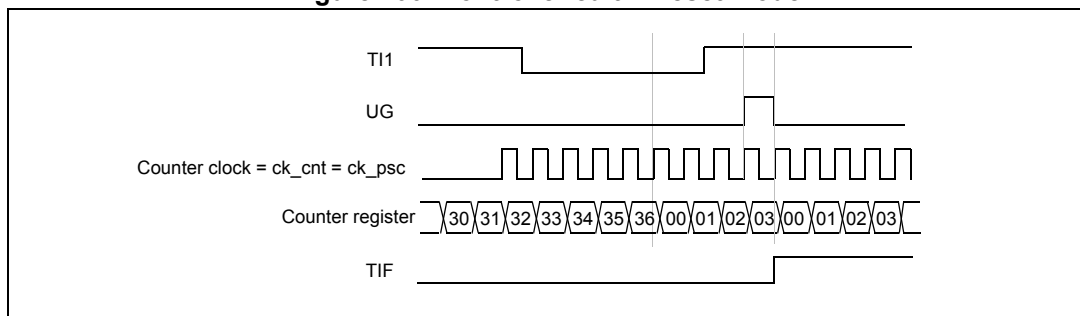 TI1
UG
Counter clock = ck_cnt = ck_psc
Counter register 30 31 32 33 34 35 36 00 01 02 03 00 01 02 03
TIF